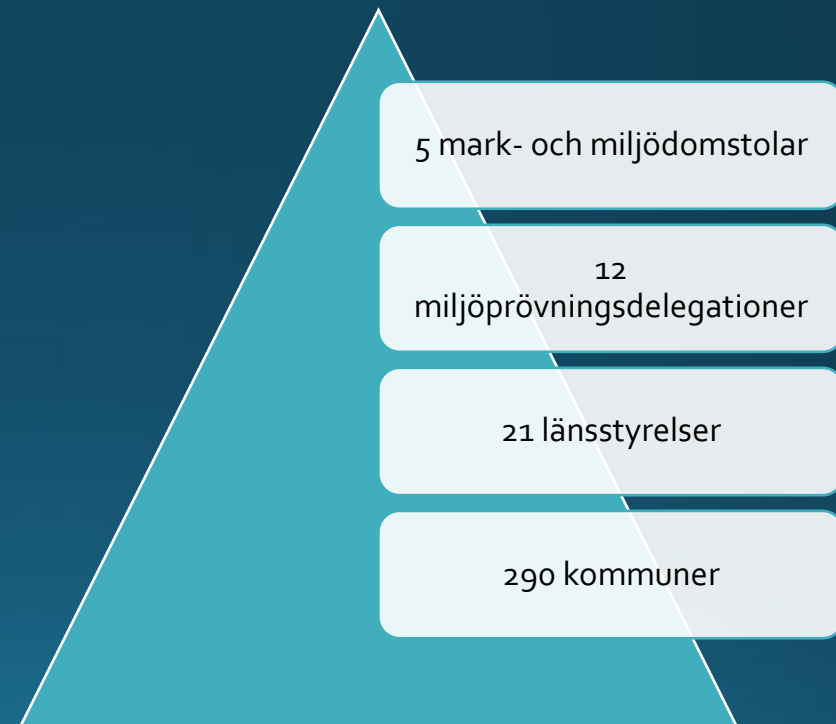 5 mark- och miljödomstolar
12
miljöprövningsdelegationer
21 länsstyrelser
290 kommuner